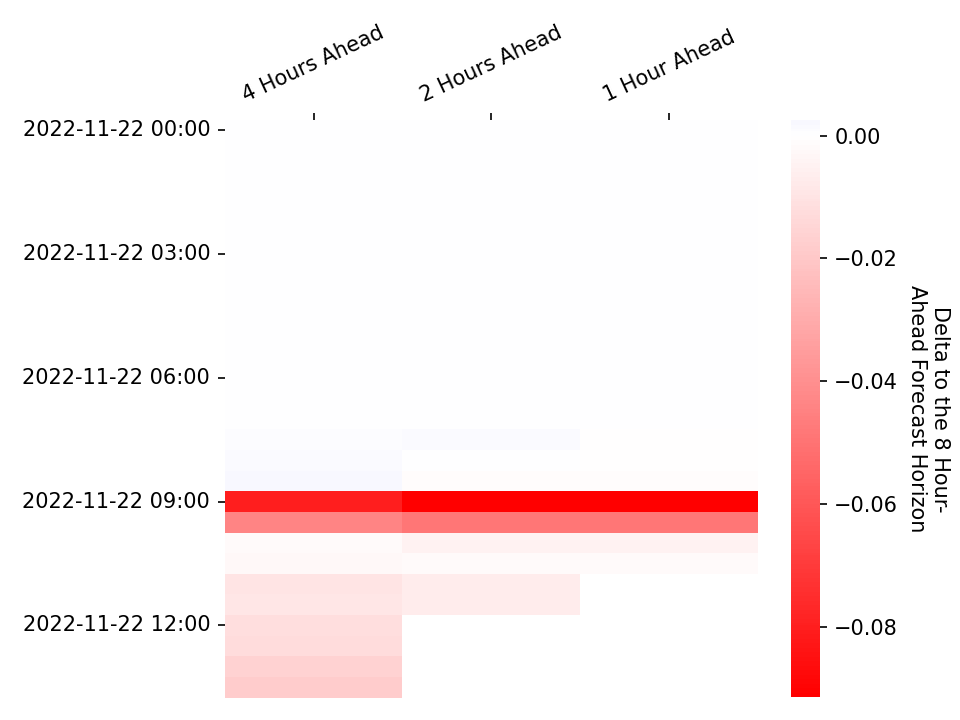 4 Hours Ahead
2 Hours Ahead
1 Hour Ahead
2022-11-22 00:00
2022-11-22 03:00
2022-11-22 06:00
2022-11-22 09:00
2022-11-22 12:00
0.00
−0.02
−0.04
−0.06
−0.08
Delta to the 8 Hour-
Ahead Forecast Horizon